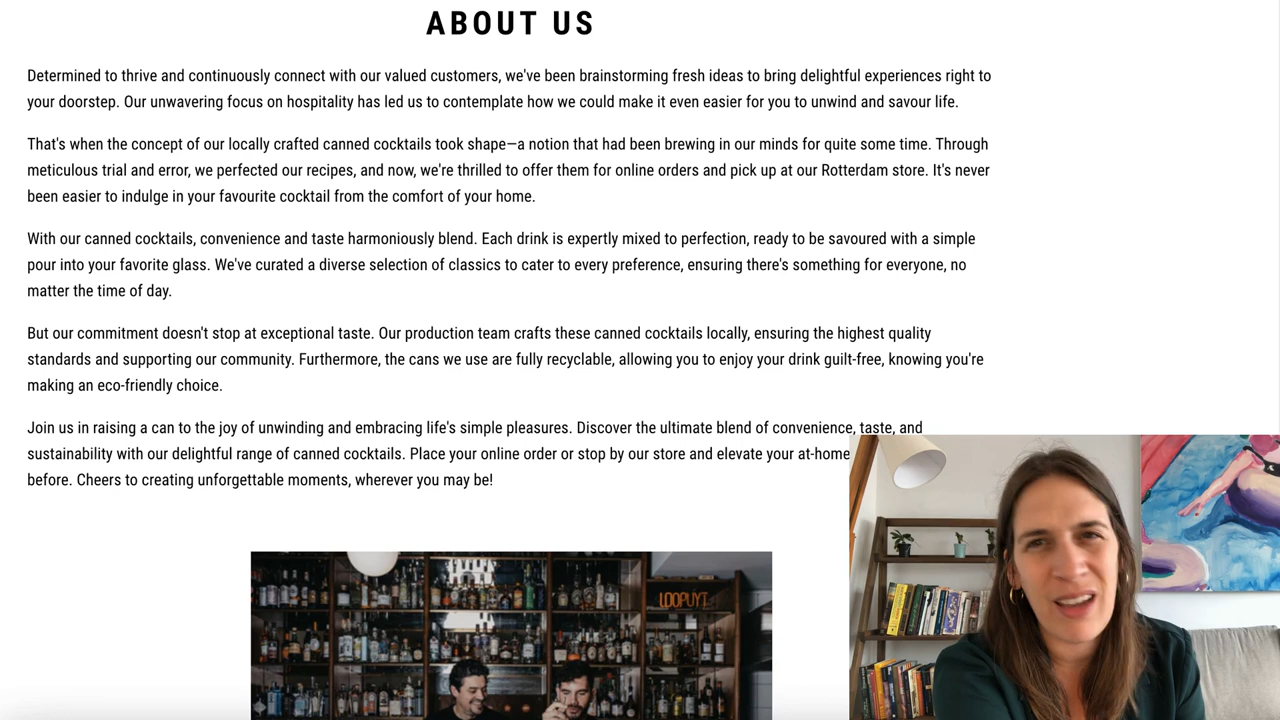 ABOUT US
Determined to thrive and continuously connect with our valued customers, we've been brainstorming fresh ideas to bring delightful experiences right to
your doorstep. Our unwavering focus on hospitality has led us to contemplate how we could make it even easier for you to unwind and savour life.
That's when the concept of our locally crafted canned cocktails took shape—a notion that had been brewing in our minds for quite some time. Through
meticulous trial and error, we perfected our recipes, and now, we're thrilled to offer them for online orders and pick up at our Rotterdam store. It's never
been easier to indulge in your favourite cocktail from the comfort of your home.
With our canned cocktails, convenience and taste harmoniously blend. Each drink is expertly mixed to perfection, ready to be savoured with a simple
pour into your favorite glass. We've curated a diverse selection of classics to cater to every preference, ensuring there's something for everyone, no
matter the time of day.
But our commitment doesn't stop at exceptional taste. Our production team crafts these canned cocktails locally, ensuring the highest quality
standards and supporting our community. Furthermore, the cans we use are fully recyclable, allowing you to enjoy your drink guilt-free, knowing you're
making an eco-friendly choice.
Join us in raising a can to the joy of unwinding and embracing life's simple pleasures. Discover the ultimate blend of convenience, taste, and
sustainability with our delightful range of canned cocktails. Place your online order or stop by our store and elevate your at-home
before. Cheers to creating unforgettable moments, wherever you may be!
LOOPUYT